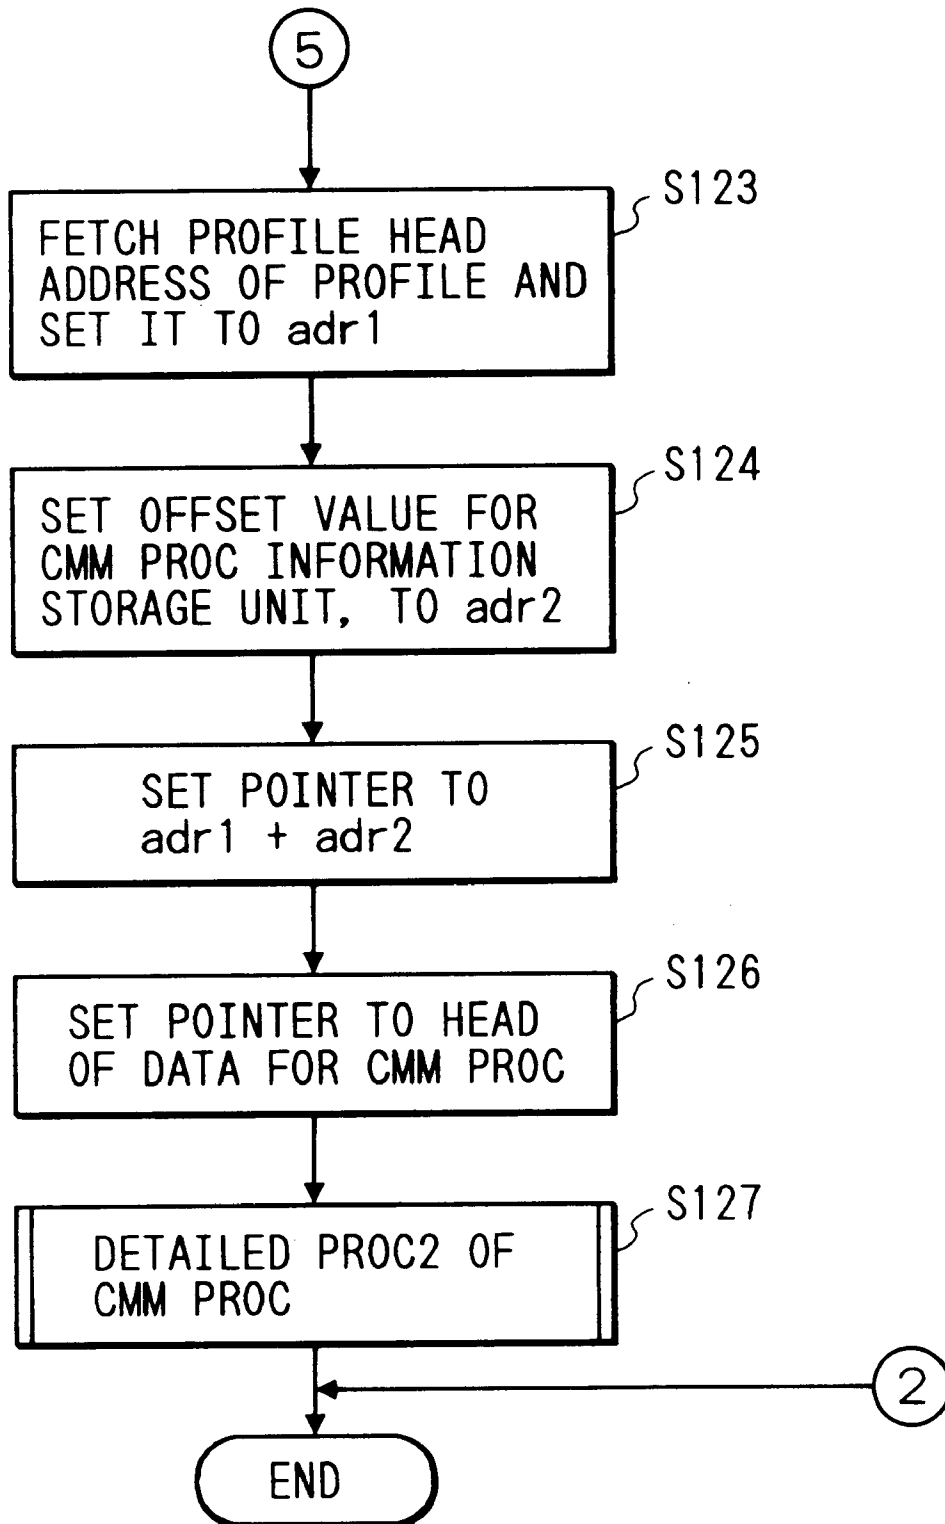 5
S123
FETCH PROFILE HEAD
ADDRESS OF PROFILE AND
SET IT TO adr1
S124
SET OFFSET VALUE FOR
CMM PROC INFORMATION
STORAGE UNIT, TO adr2
S125
SET POINTER TO
adr1 + adr2
S126
SET POINTER TO HEAD
OF DATA FOR CMM PROC
S127
DETAILED PROC2 OF
CMM PROC
2
END